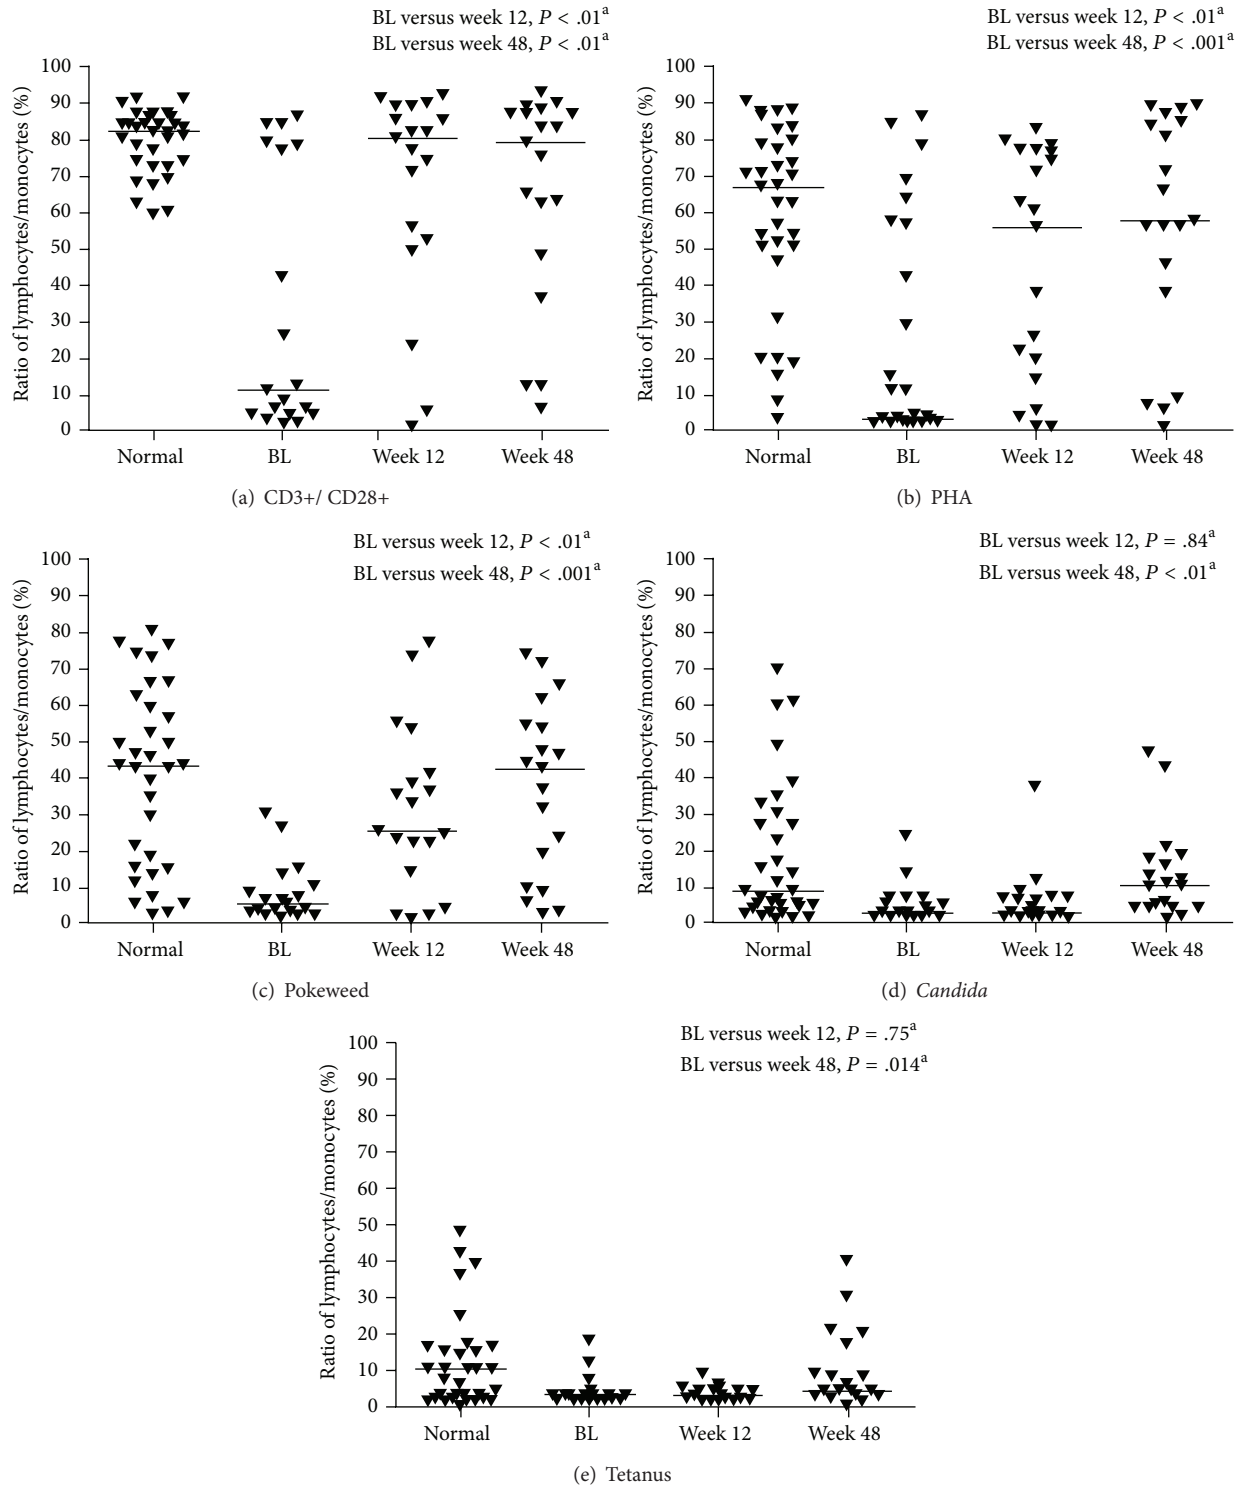 BL versus week 12, P < .01a
BL versus week 48, P < .01a
Ratio of lymphocytes/monocytes (%)
100
90
80
70
60
50
40
30
20
10
0
Normal BL Week 12 Week 48
(a) CD3+/ CD28+
BL versus week 12, P < .01a
BL versus week 48, P < .001a
Ratio of lymphocytes/monocytes (%)
100
90
80
70
60
50
40
30
20
10
0
Normal BL Week 12 Week 48
(b) PHA
BL versus week 12, P < .01a
BL versus week 48, P < .001a
Ratio of lymphocytes/monocytes (%)
100
90
80
70
60
50
40
30
20
10
0
Normal BL Week 12 Week 48
(c) Pokeweed
BL versus week 12, P = .84a
BL versus week 48, P < .01a
Ratio of lymphocytes/monocytes (%)
100
90
80
70
60
50
40
30
20
10
0
Normal BL Week 12 Week 48
(d) Candida
BL versus week 12, P = .75a
BL versus week 48, P = .014a
Ratio of lymphocytes/monocytes (%)
100
90
80
70
60
50
40
30
20
10
0
Normal BL Week 12 Week 48
(e) Tetanus